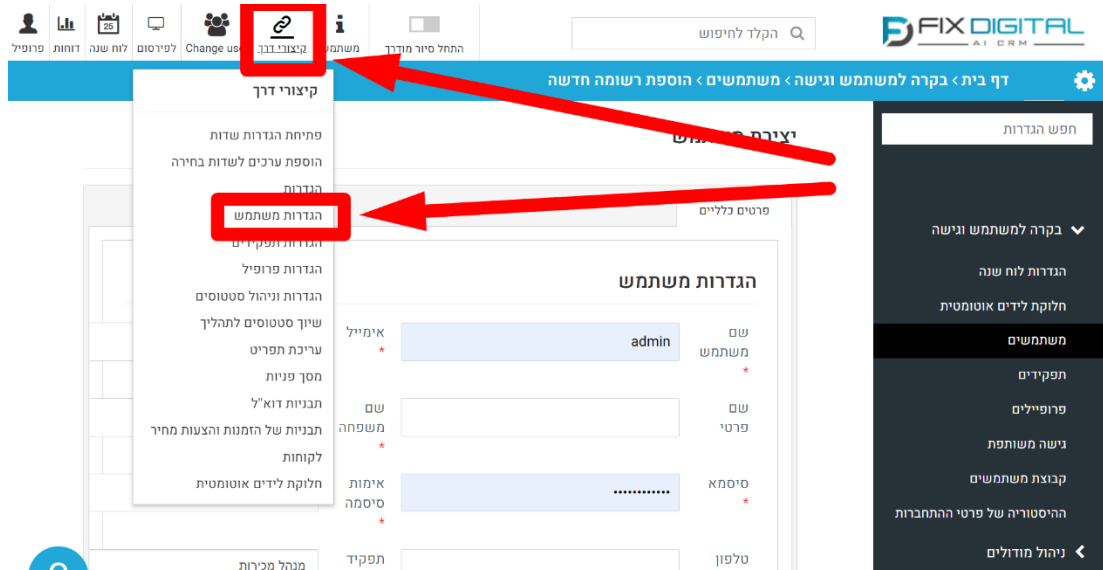 FIX DIGITAL
AI CRM
הקלד לחיפוש
התחל סיור מודרך
קיצורי דרך
Change us
לפירסום
לוח שנה
25
דוחות
פרופיל
דף בית › בקרה למשתמש וגישה › משתמשים › הוספת רשומה חדשה
חפש הגדרות
בקרה למשתמש וגישה
הגדרות לוח שנה
חלוקת לידים אוטומטית
משתמשים
תפקידים
פרופיילים
גישה משותפת
קבוצת משתמשים
ההיסטוריה של פרטי ההתחברות
ניהול מודולים
קיצורי דרך
פתיחת הגדרות שדות
הוספת ערכים לשדות בחירה
הגדרות
הגדרות משתמש
הגדרות תפקידים
הגדרות פרופיל
הגדרות וניהול סטטוסים
שיוך סטטוסים לתהליך
עריכת תפריט
מסך פניות
תבניות דוא"ל
תבניות של הזמנות והצעות מחיר
לקוחות
חלוקת לידים אוטומטית
יצירת
פרטים כלליים
הגדרות משתמש
שם משתמש *
admin
אימייל *
שם פרטי
שם משפחה *
סיסמא *
............
אימות סיסמה *
טלפון
תפקיד
מנהל מכירות